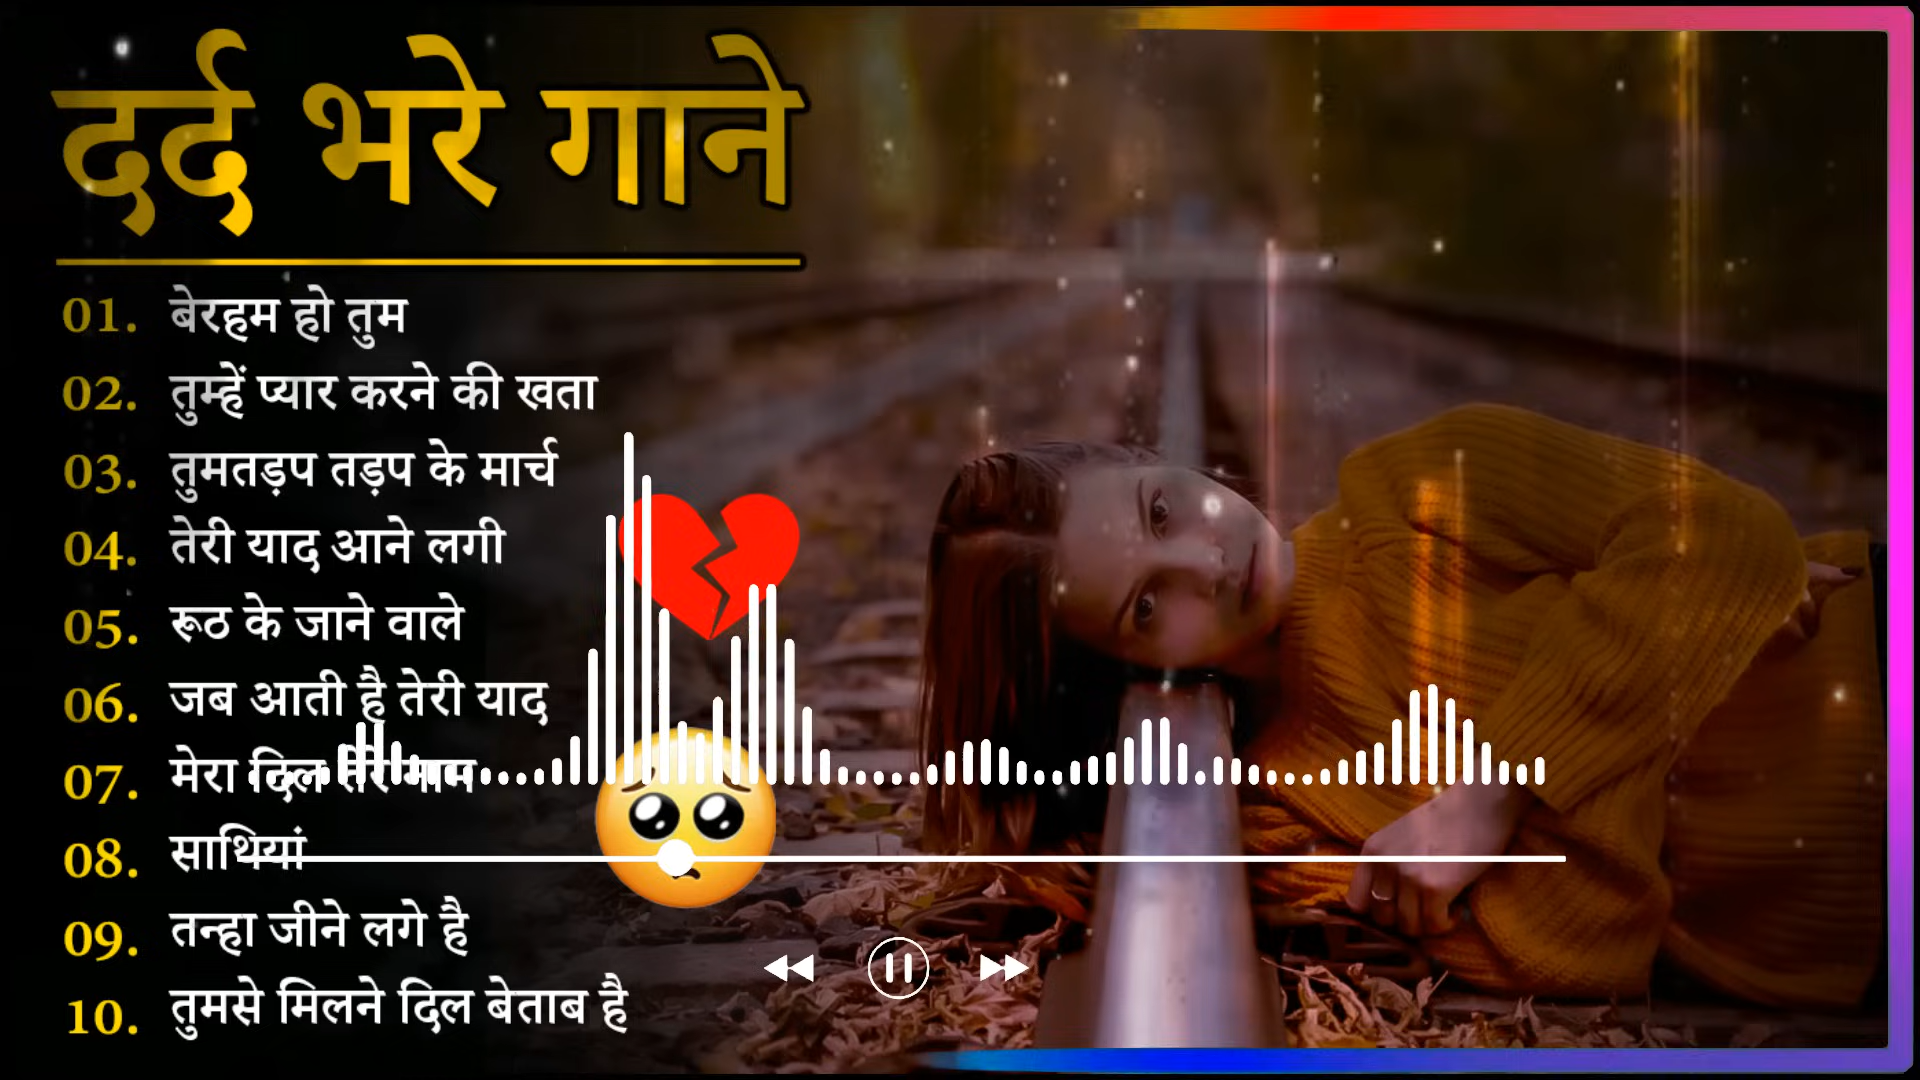 दर्द भरे गाने
01. बेरहम हो तुम
02. तुम्हें प्यार करने की खता
03. तुमतड़प तड़प के मार्च
04. तेरी याद आने लगी
05. रूठ के जाने वाले
06. जब आती है तेरी याद
07. मेरा दिल तेरे नाम
08. साथियां
09. तन्हा जीने लगे है
10. तुमसे मिलने दिल बेताब है